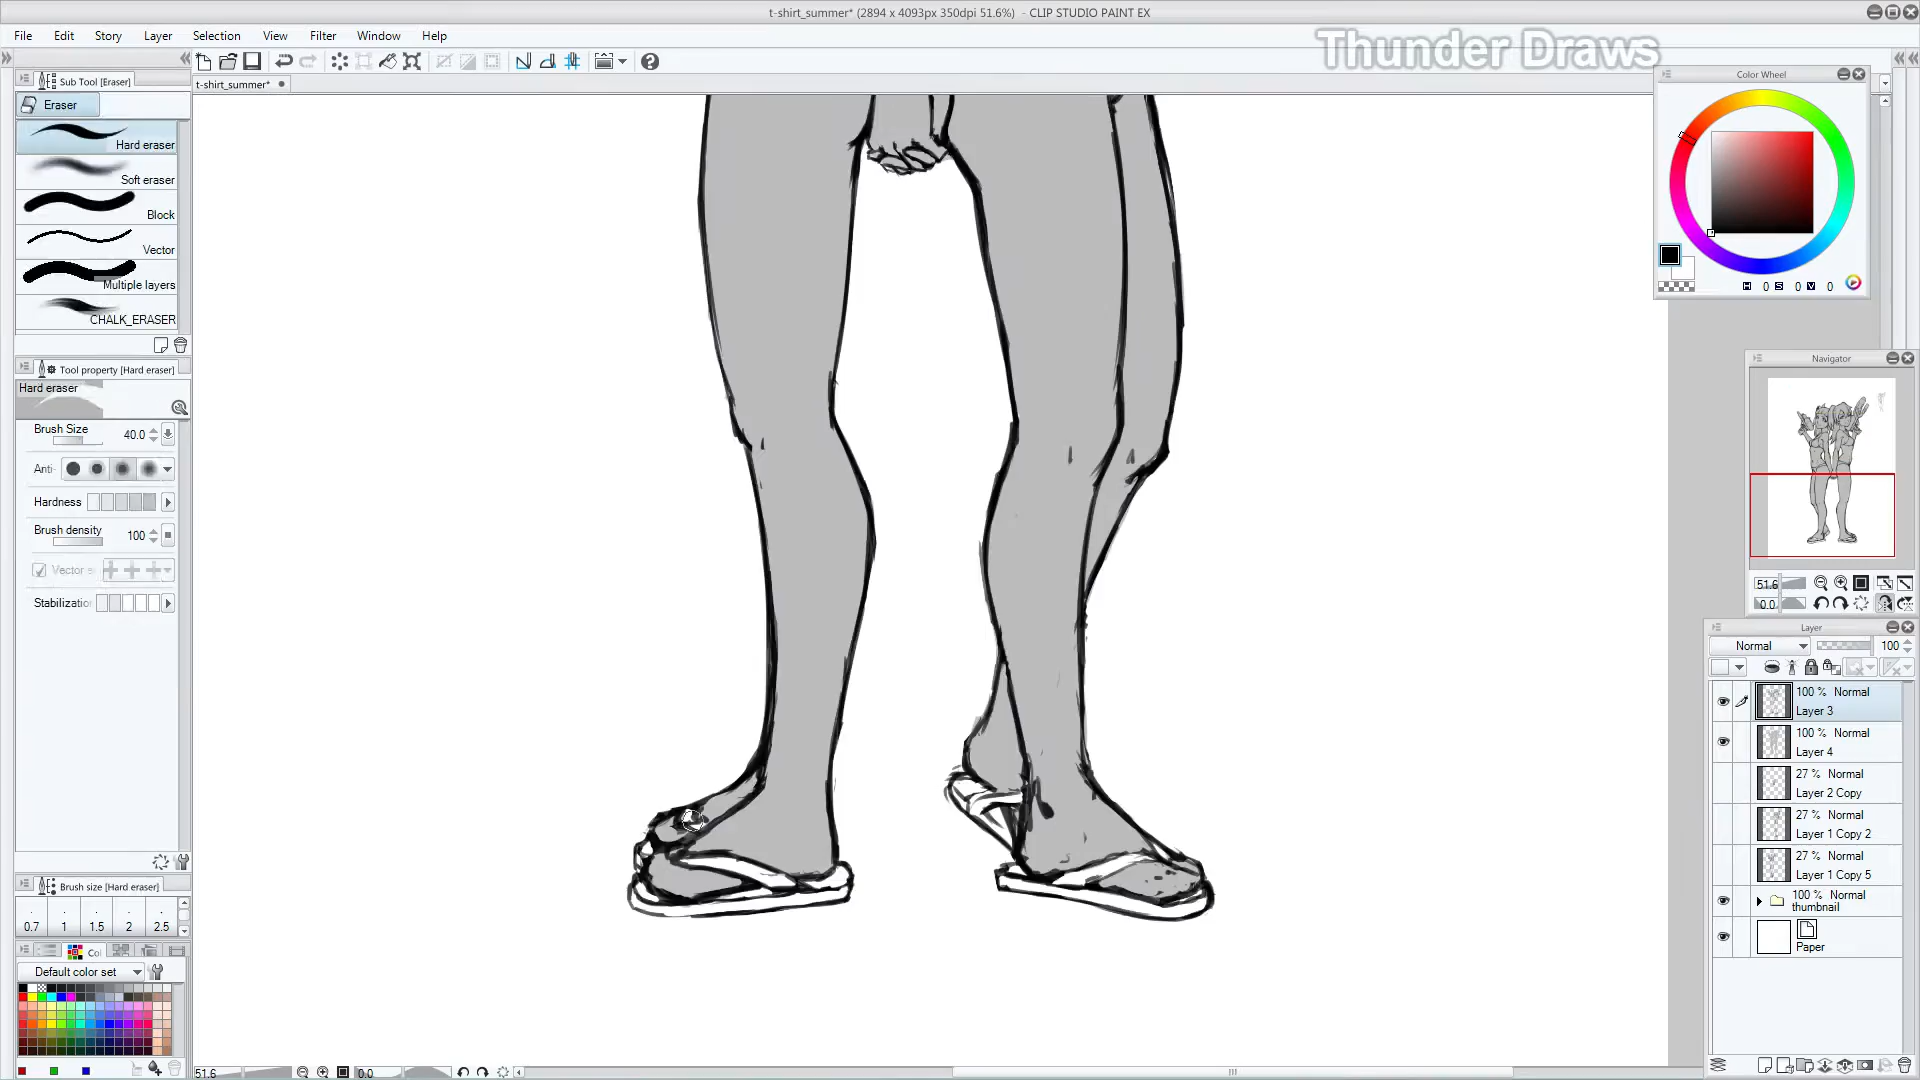 t-shirt_summer* (2894 x 4093px 350dpi 51.6%) - CLIP STUDIO PAINT EX
File Edit Story Layer Selection View Filter Window Help
Thunder Draws
Sub Tool [Eraser]
t-shirt_summer*
Color Wheel
Eraser
Hard eraser
Soft eraser
Block
Vector
Multiple layers
CHALK_ERASER
H 0 S 0 V 0
Tool property [Hard eraser]
Hard eraser
Brush Size 40.0
Anti-
Hardness
Brush density 100
Vector s
Stabilization
Navigator
51.6
0.0
Layer
Normal 100
100 % Normal
Layer 3
100 % Normal
Layer 4
27 % Normal
Layer 2 Copy
27 % Normal
Layer 1 Copy 2
27 % Normal
Layer 1 Copy 5
100 % Normal
thumbnail
Paper
Brush size [Hard eraser]
0.7 1 1.5 2 2.5
Col
Default color set
51.6 0.0